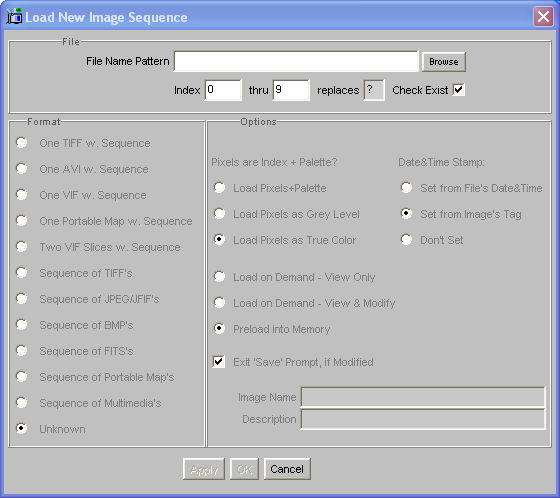 Load New Image Sequence
File
File Name Pattern Browse
Index 0 thru 9 replaces ? Check Exist
Format
Options
One TIFF w. Sequence
One AVI w. Sequence
One VIF w. Sequence
One Portable Map w. Sequence
Two VIF Slices w. Sequence
Sequence of TIFF's
Sequence of JPEG/JFIF's
Sequence of BMP's
Sequence of FITS's
Sequence of Portable Map's
Sequence of Multimedia's
Unknown
Pixels are Index + Palette?
Load Pixels+Palette
Load Pixels as Grey Level
Load Pixels as True Color
Date&Time Stamp:
Set from File's Date&Time
Set from Image's Tag
Don't Set
Load on Demand - View Only
Load on Demand - View & Modify
Preload into Memory
Exit 'Save' Prompt, if Modified
Image Name
Description
Apply OK Cancel